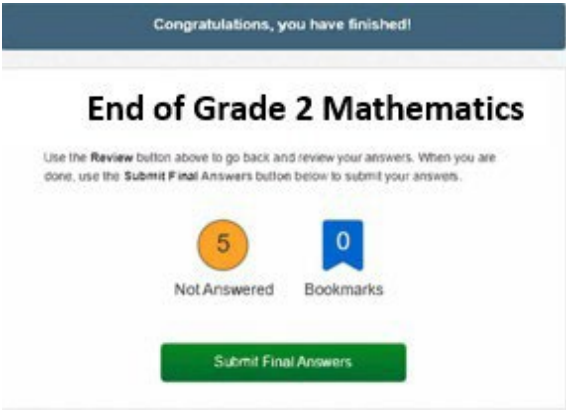 Congratulations, you have finished!
End of Grade 2 Mathematics
Use the Review button above to go back and review your answers. When you are
done, use the Submit Final Answers button below to submit your answers.
5
0
Not Answered
Bookmarks
Submit Final Answers